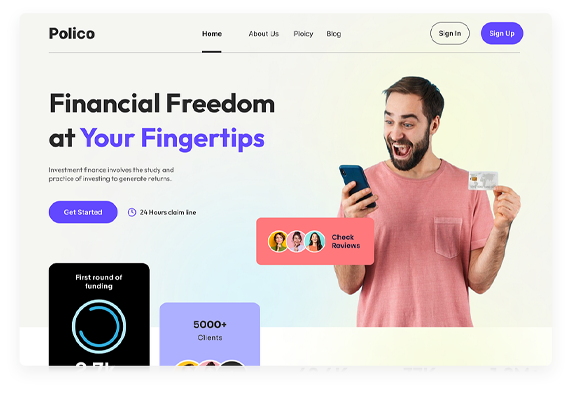 Polico
Home
About Us
Ploicy
Blog
Sign In
Sign Up
Financial Freedom
at Your Fingertips
Investment finance involves the study and
practice of investing to generate returns.
Get Started
24 Hours claim line
Check
Reviews
First round of
funding
5000+
Clients